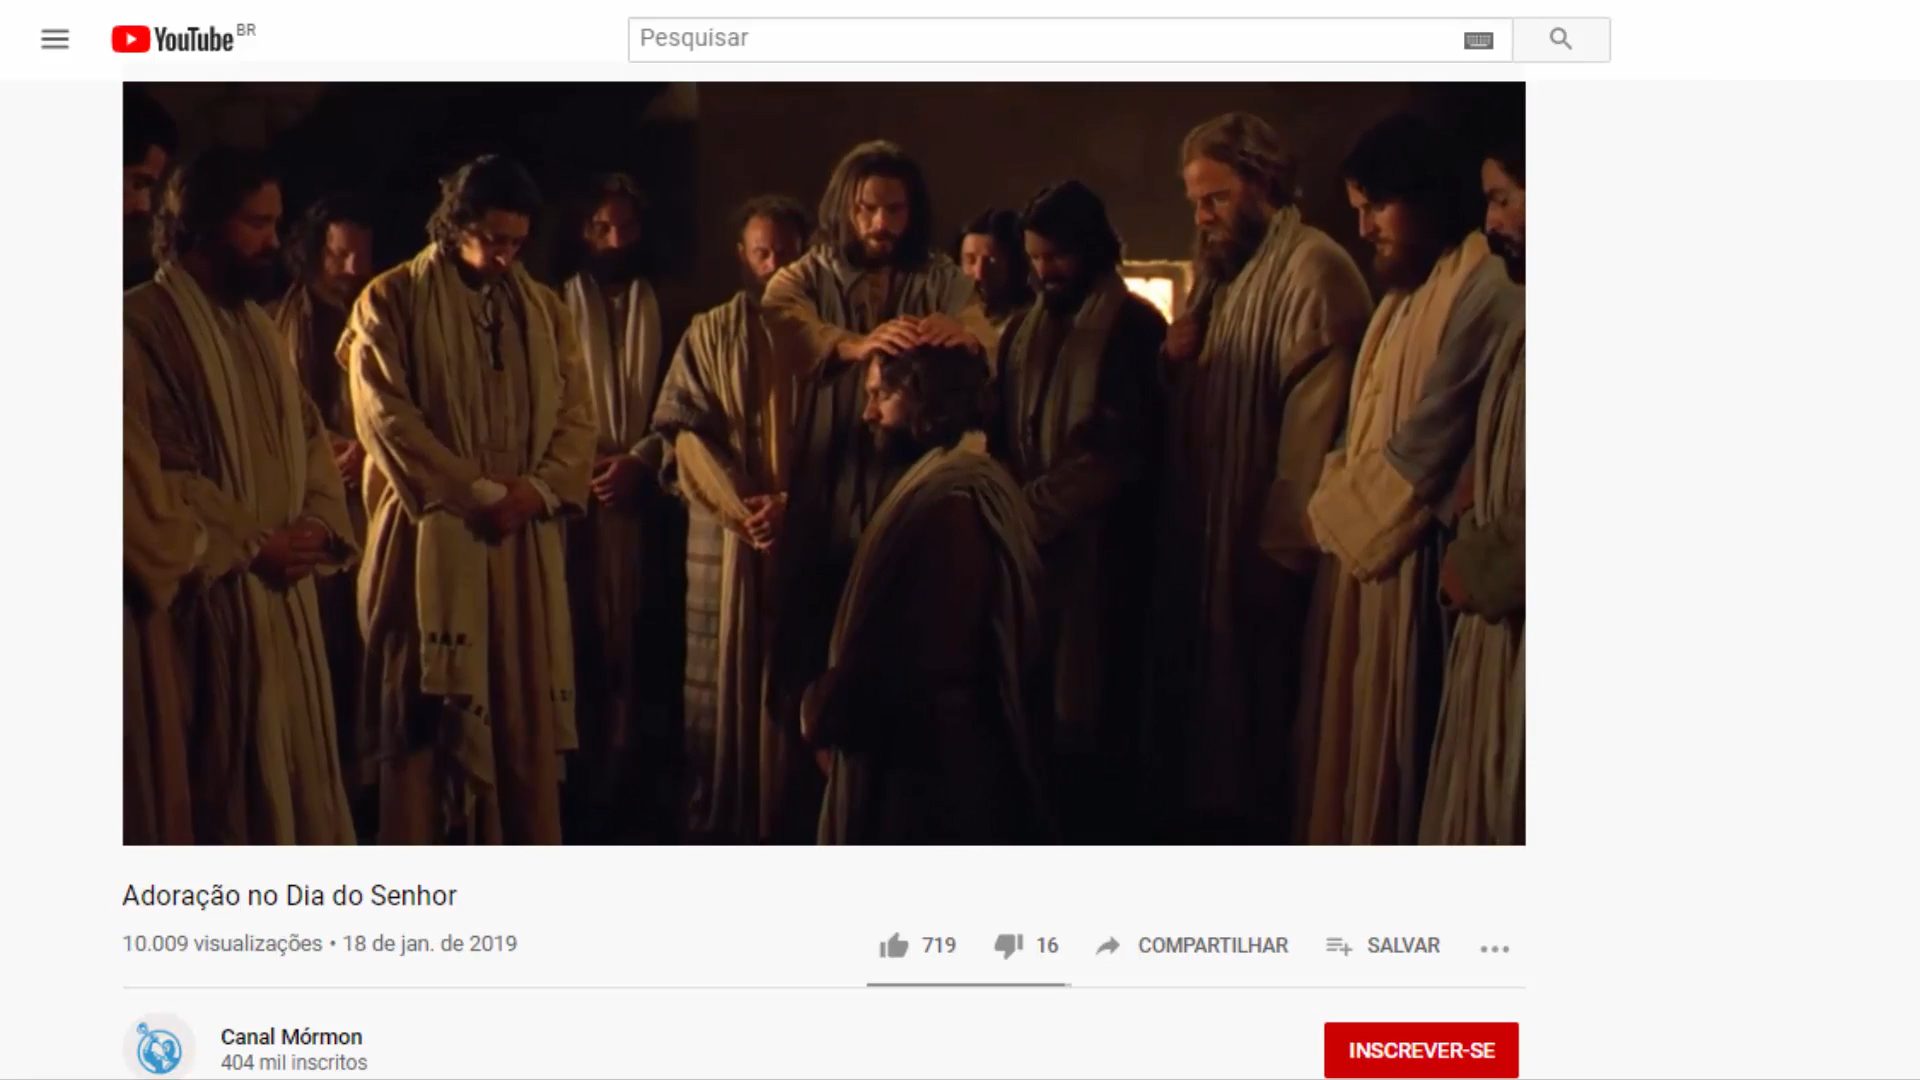 YouTube BR
Pesquisar
Adoração no Dia do Senhor
10.009 visualizações • 18 de jan. de 2019
719 16 COMPARTILHAR SALVAR
Canal Mórmon
404 mil inscritos
INSCREVER-SE